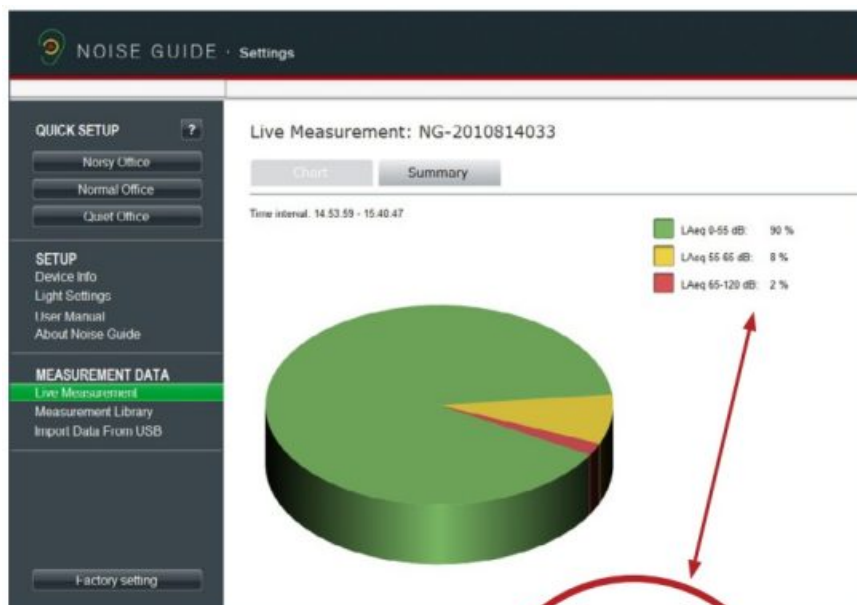 NOISE GUIDE · Settings
QUICK SETUP ?
Noisy Office
Normal Office
Quiet Office
SETUP
Device Info
Light Settings
User Manual
About Noise Guide
MEASUREMENT DATA
Live Measurement
Measurement Library
Import Data From USB
Factory setting
Live Measurement: NG-2010814033
Chart Summary
Time interval. 14.53.59 - 15.40.47
LAeq 0-55 dB: 90 %
LAeq 55-65 dB: 8 %
LAeq 65-120 dB: 2 %